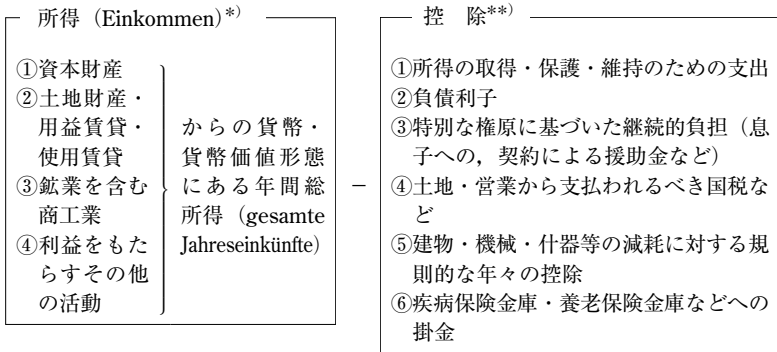 所得（Einkommen）*）
①資本財産
②土地財産・
用益賃貸・
使用賃貸
③鉱業を含む
商工業
④利益をもた
らすその他
の活動
からの貨幣・
貨幣価値形態
にある年間総
所得（gesamte
Jahreseinkünfte）
−
控　除**）
①所得の取得・保護・維持のための支出
②負債利子
③特別な権原に基づいた継続的負担（息
子への，契約による援助金など）
④土地・営業から支払われるべき国税な
ど
⑤建物・機械・什器等の減耗に対する規
則的な年々の控除
⑥疾病保険金庫・養老保険金庫などへの
掛金